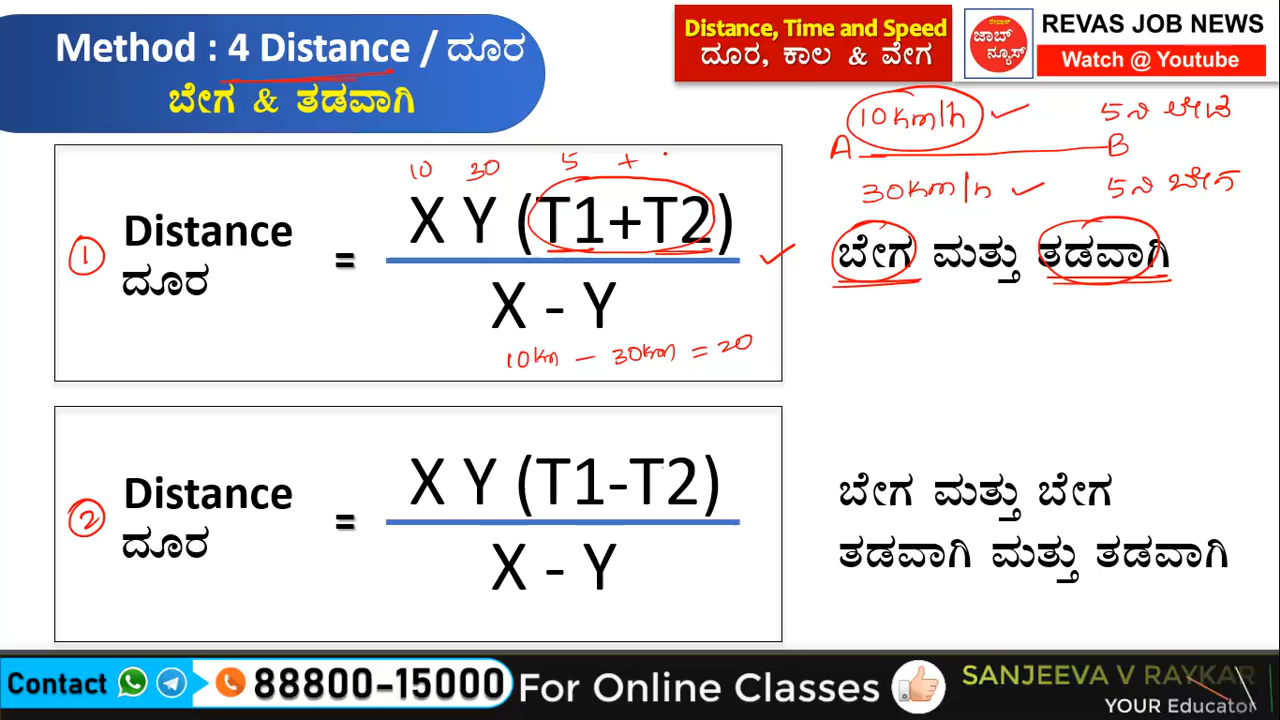 Method : 4 Distance / ದೂರ
ಬೇಗ & ತಡವಾಗಿ
Distance, Time and Speed
ದೂರ, ಕಾಲ & ವೇಗ
ಜಾಬ್
ನ್ಯೂಸ್
REVAS JOB NEWS
Watch @ Youtube
10km/h
5ನಿ ಲೇಟ
A B
30km/h
5ನಿ ಬೇಗ
ಬೇಗ ಮತ್ತು ತಡವಾಗಿ
10 30 5 +
1 Distance
ದೂರ
=
X Y (T1+T2)
X - Y
10km - 30km = 20
2 Distance
ದೂರ
=
X Y (T1-T2)
X - Y
ಬೇಗ ಮತ್ತು ಬೇಗ
ತಡವಾಗಿ ಮತ್ತು ತಡವಾಗಿ
Contact 88800-15000 For Online Classes
SANJEEVA V RAYKAR
YOUR Educator